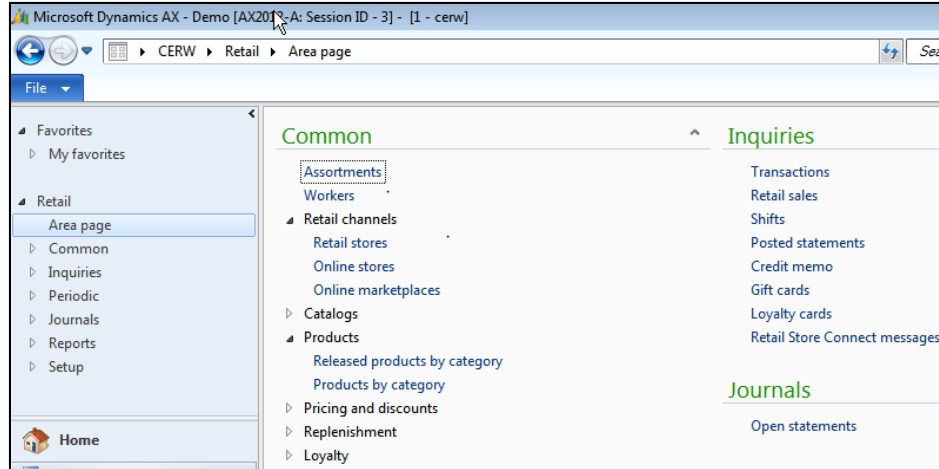 Microsoft Dynamics AX - Demo [AX2012-A: Session ID - 3] - [1 - cerw]
CERW Retail Area page
File
Favorites
My favorites
Retail
Area page
Common
Inquiries
Periodic
Journals
Reports
Setup
Home
Common
Assortments
Workers
Retail channels
Retail stores
Online stores
Online marketplaces
Catalogs
Products
Released products by category
Products by category
Pricing and discounts
Replenishment
Loyalty
Inquiries
Transactions
Retail sales
Shifts
Posted statements
Credit memo
Gift cards
Loyalty cards
Retail Store Connect messages
Journals
Open statements